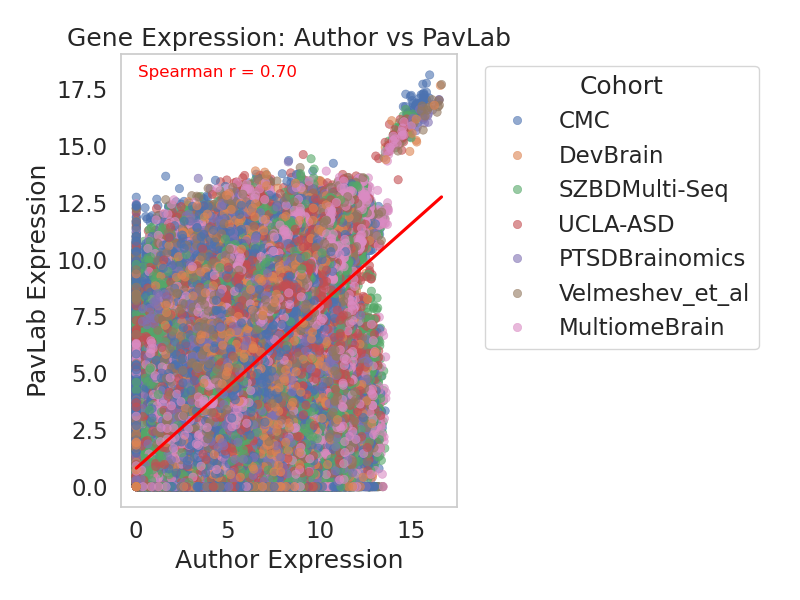 Gene Expression: Author vs PavLab
Spearman r = 0.70
PavLab Expression
17.5
15.0
12.5
10.0
7.5
5.0
2.5
0.0
0 5 10 15
Author Expression
Cohort
CMC
DevBrain
SZBDMulti-Seq
UCLA-ASD
PTSDBrainomics
Velmeshev_et_al
MultiomeBrain